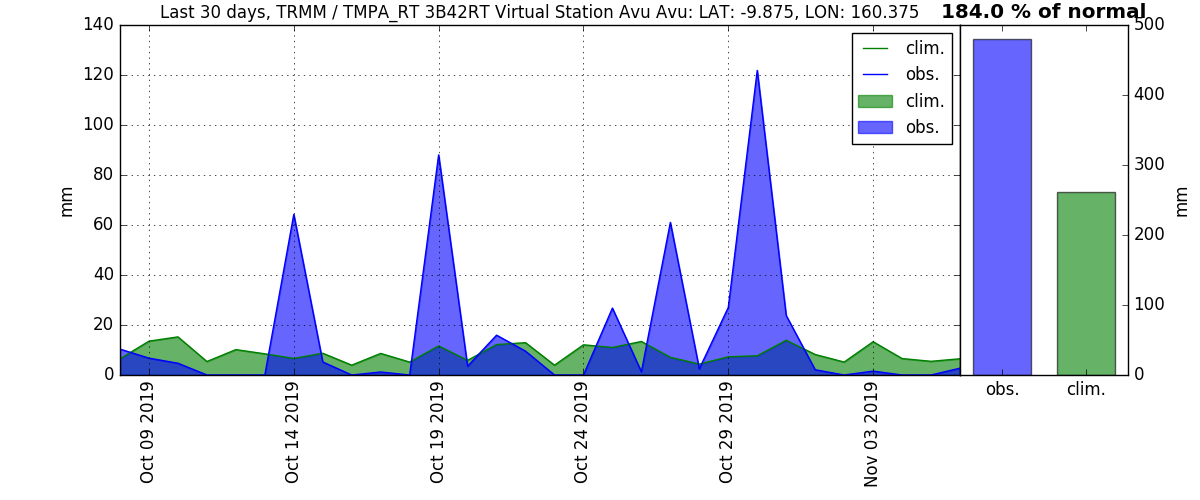 Last 30 days, TRMM / TMPA_RT 3B42RT Virtual Station Avu Avu: LAT: -9.875, LON: 160.375
184.0 % of normal
140
120
100
80
60
40
20
0
mm
clim.
obs.
clim.
obs.
Oct 09 2019
Oct 14 2019
Oct 19 2019
Oct 24 2019
Oct 29 2019
Nov 03 2019
500
400
300
200
100
0
mm
obs.
clim.